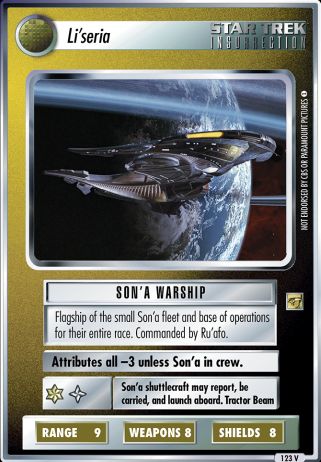 Li'seria
STAR TREK
INSURRECTION
NOT ENDORSED BY CBS OR PARAMOUNT PICTURES
SON'A WARSHIP
Flagship of the small Son'a fleet and base of operations
for their entire race. Commanded by Ru'afo.
Attributes all –3 unless Son'a in crew.
Son'a shuttlecraft may report, be
carried, and launch aboard. Tractor Beam
RANGE 9 WEAPONS 8 SHIELDS 8
123 V